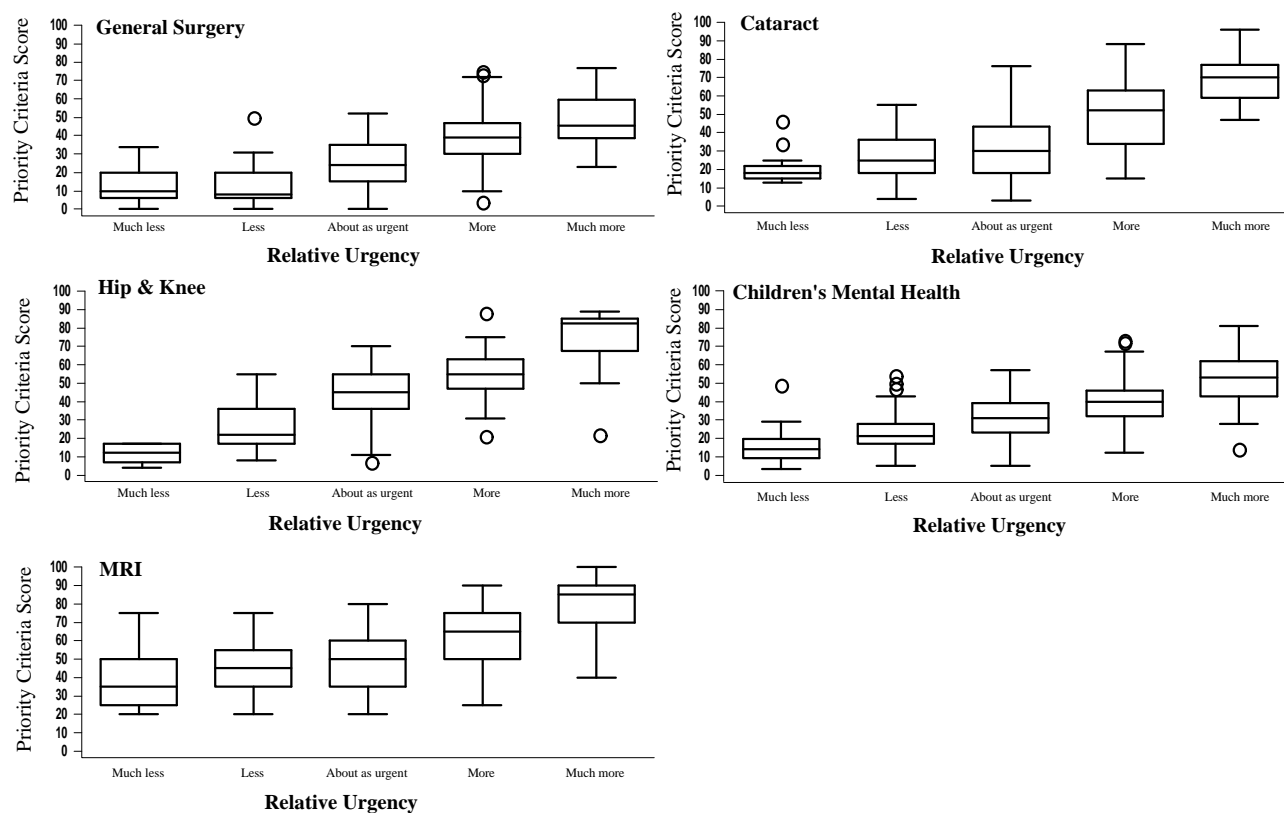 General Surgery
Priority Criteria Score
100
90
80
70
60
50
40
30
20
10
0
Much less Less About as urgent More Much more
Relative Urgency
Cataract
Priority Criteria Score
100
90
80
70
60
50
40
30
20
10
0
Much less Less About as urgent More Much more
Relative Urgency
Hip & Knee
Priority Criteria Score
100
90
80
70
60
50
40
30
20
10
0
Much less Less About as urgent More Much more
Relative Urgency
Children's Mental Health
Priority Criteria Score
100
90
80
70
60
50
40
30
20
10
0
Much less Less About as urgent More Much more
Relative Urgency
MRI
Priority Criteria Score
100
90
80
70
60
50
40
30
20
10
0
Much less Less About as urgent More Much more
Relative Urgency